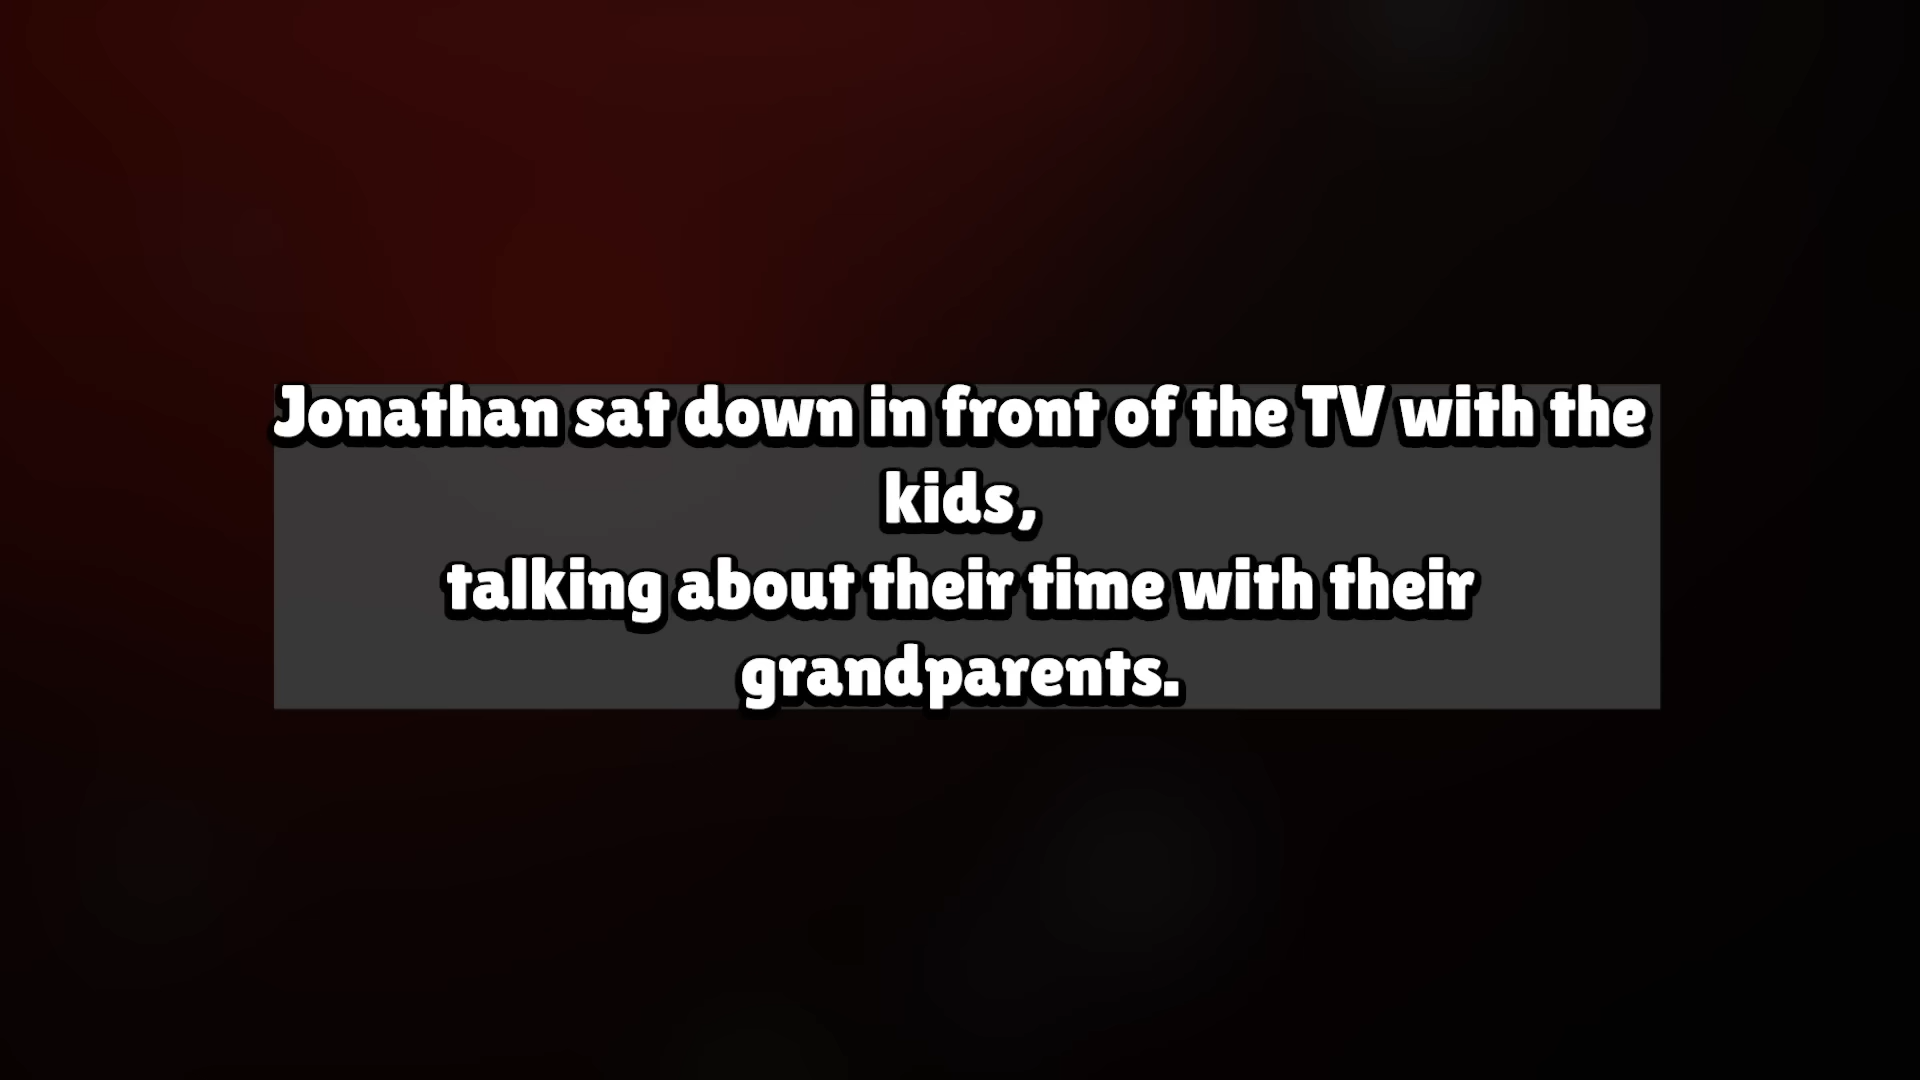 Jonathan sat down in front of the TV with the
kids,
talking about their time with their
grandparents.